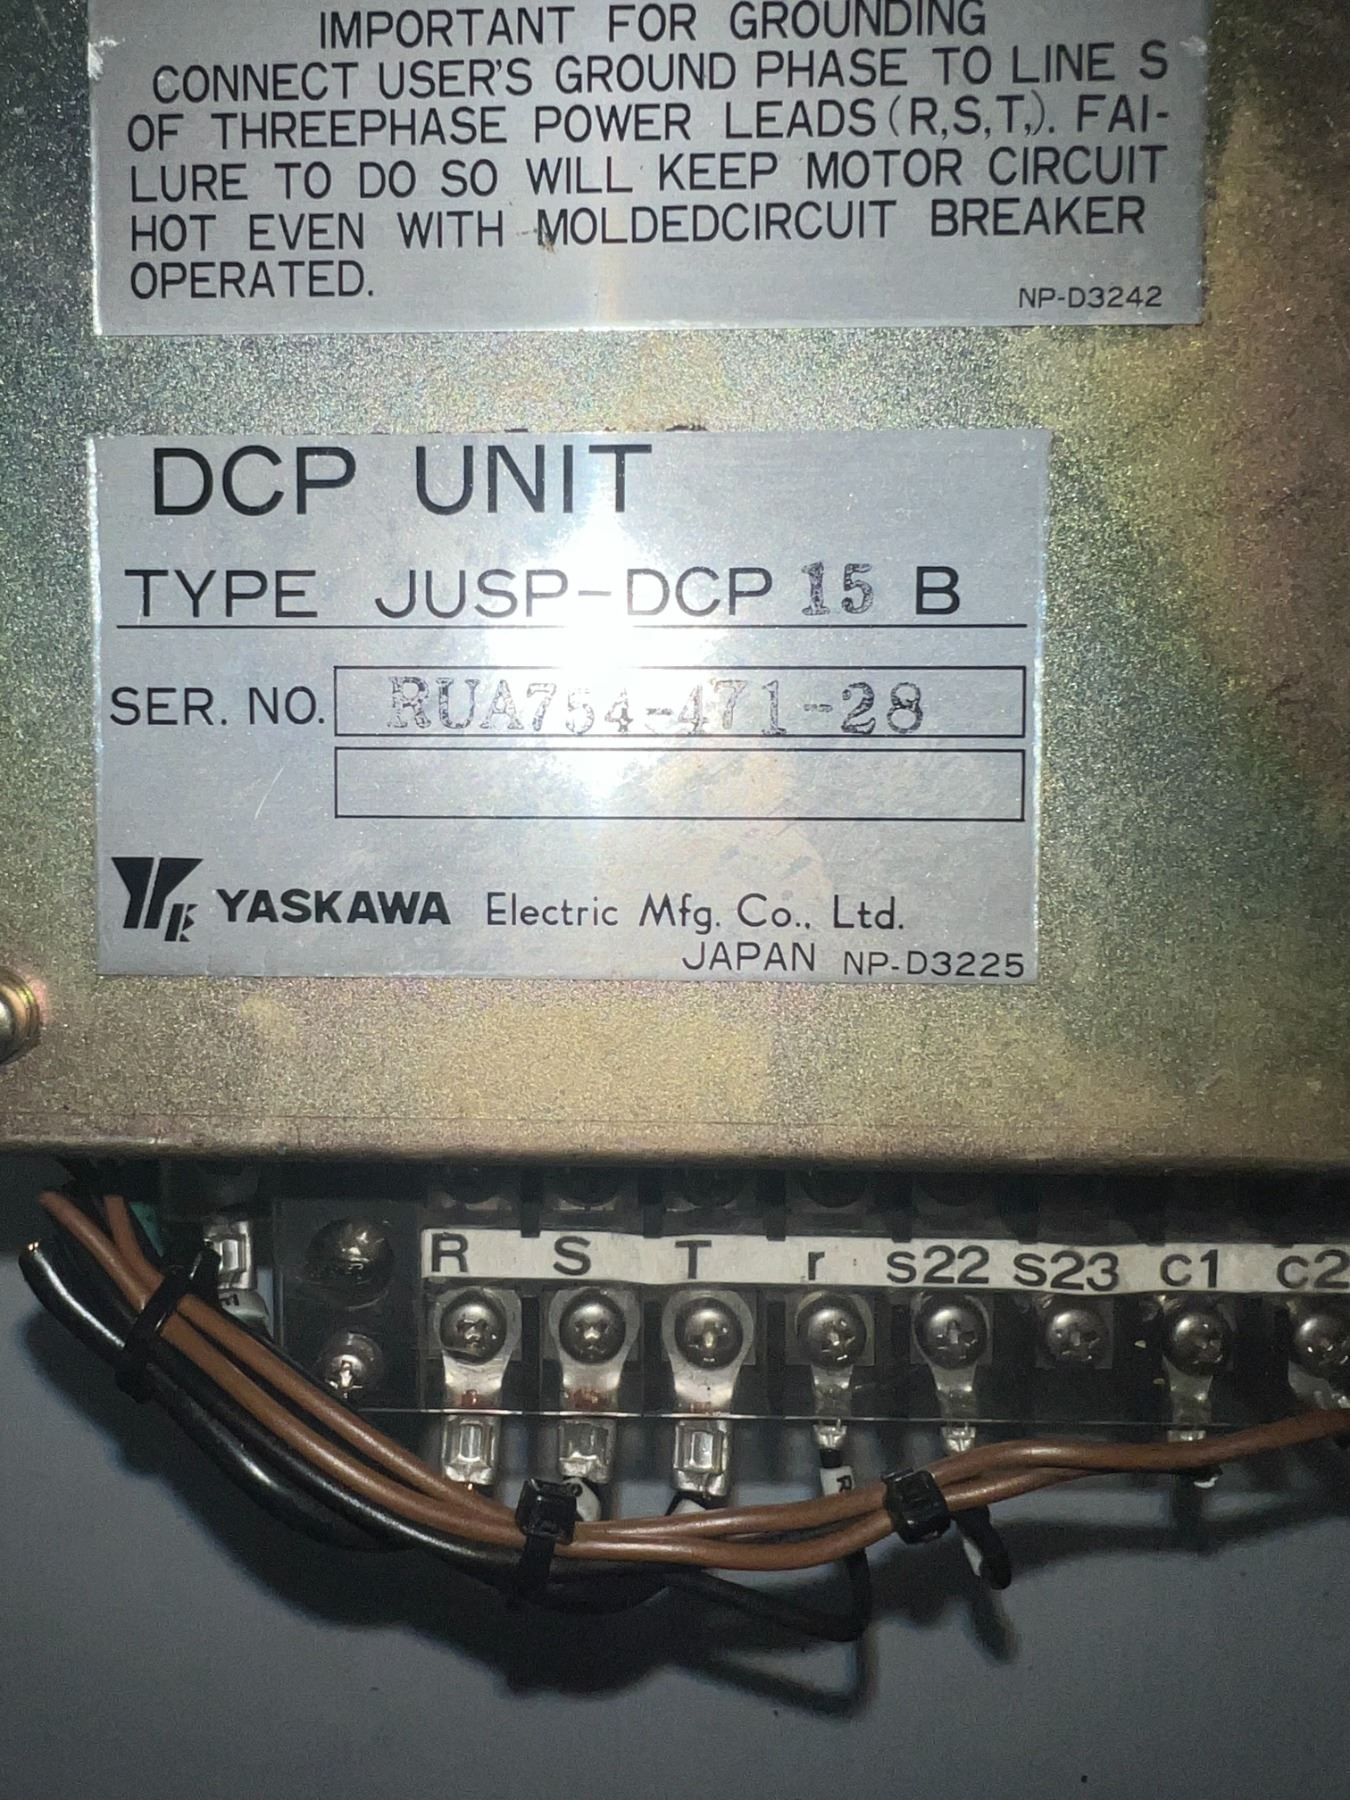 IMPORTANT FOR GROUNDING
CONNECT USER'S GROUND PHASE TO LINE S
OF THREEPHASE POWER LEADS (R,S,T,). FAI-
LURE TO DO SO WILL KEEP MOTOR CIRCUIT
HOT EVEN WITH MOLDEDCIRCUIT BREAKER
OPERATED.
NP-D3242
DCP UNIT
TYPE JUSP-DCP 15 B
SER. NO. RUA754-471-28
YASKAWA Electric Mfg. Co., Ltd.
JAPAN NP-D3225
R S T r S22 S23 C1 C2
R